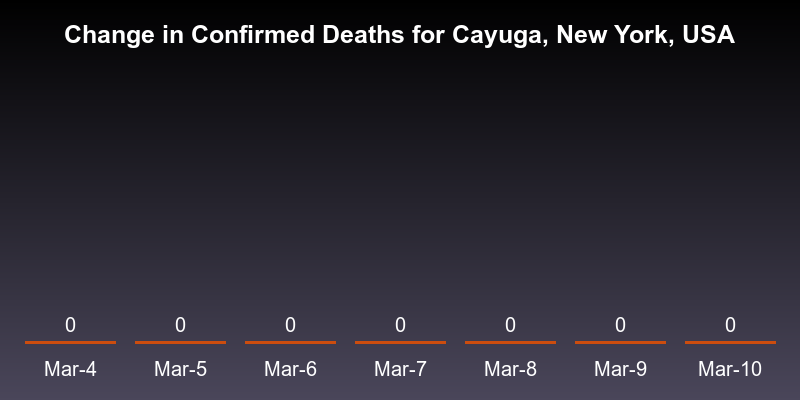 Change in Confirmed Deaths for Cayuga, New York, USA
0 0 0 0 0 0 0
Mar-4 Mar-5 Mar-6 Mar-7 Mar-8 Mar-9 Mar-10